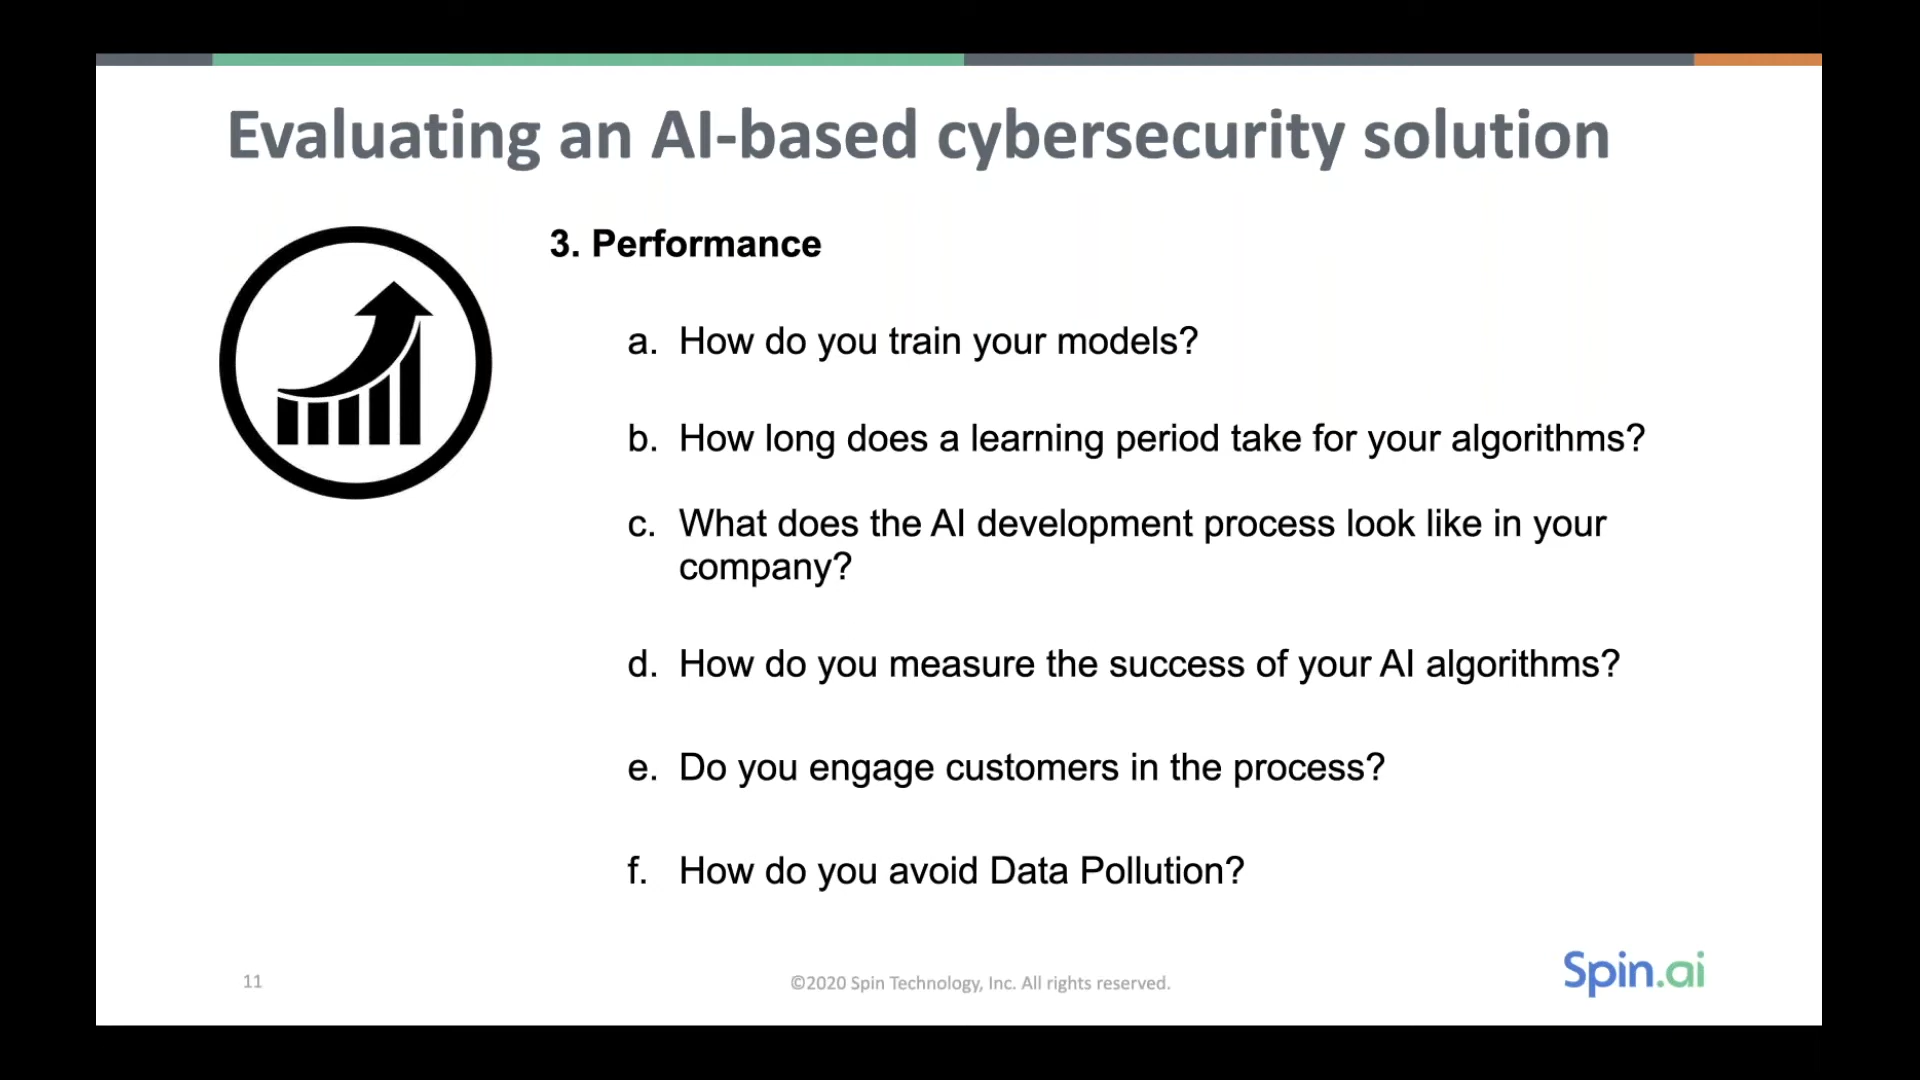 Evaluating an AI-based cybersecurity solution
3. Performance
a. How do you train your models?
b. How long does a learning period take for your algorithms?
c. What does the AI development process look like in your
company?
d. How do you measure the success of your AI algorithms?
e. Do you engage customers in the process?
f. How do you avoid Data Pollution?
11
©2020 Spin Technology, Inc. All rights reserved.
Spin.ai